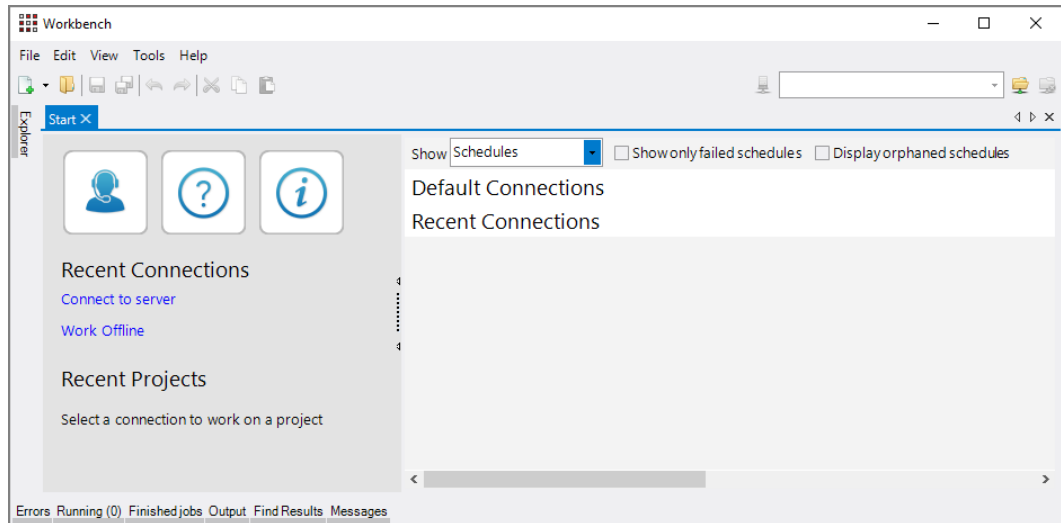 Workbench
File Edit View Tools Help
Explorer
Start
Show Schedules Show only failed schedules Display orphaned schedules
Default Connections
Recent Connections
Recent Connections
Connect to server
Work Offline
Recent Projects
Select a connection to work on a project
Errors Running (0) Finished jobs Output Find Results Messages